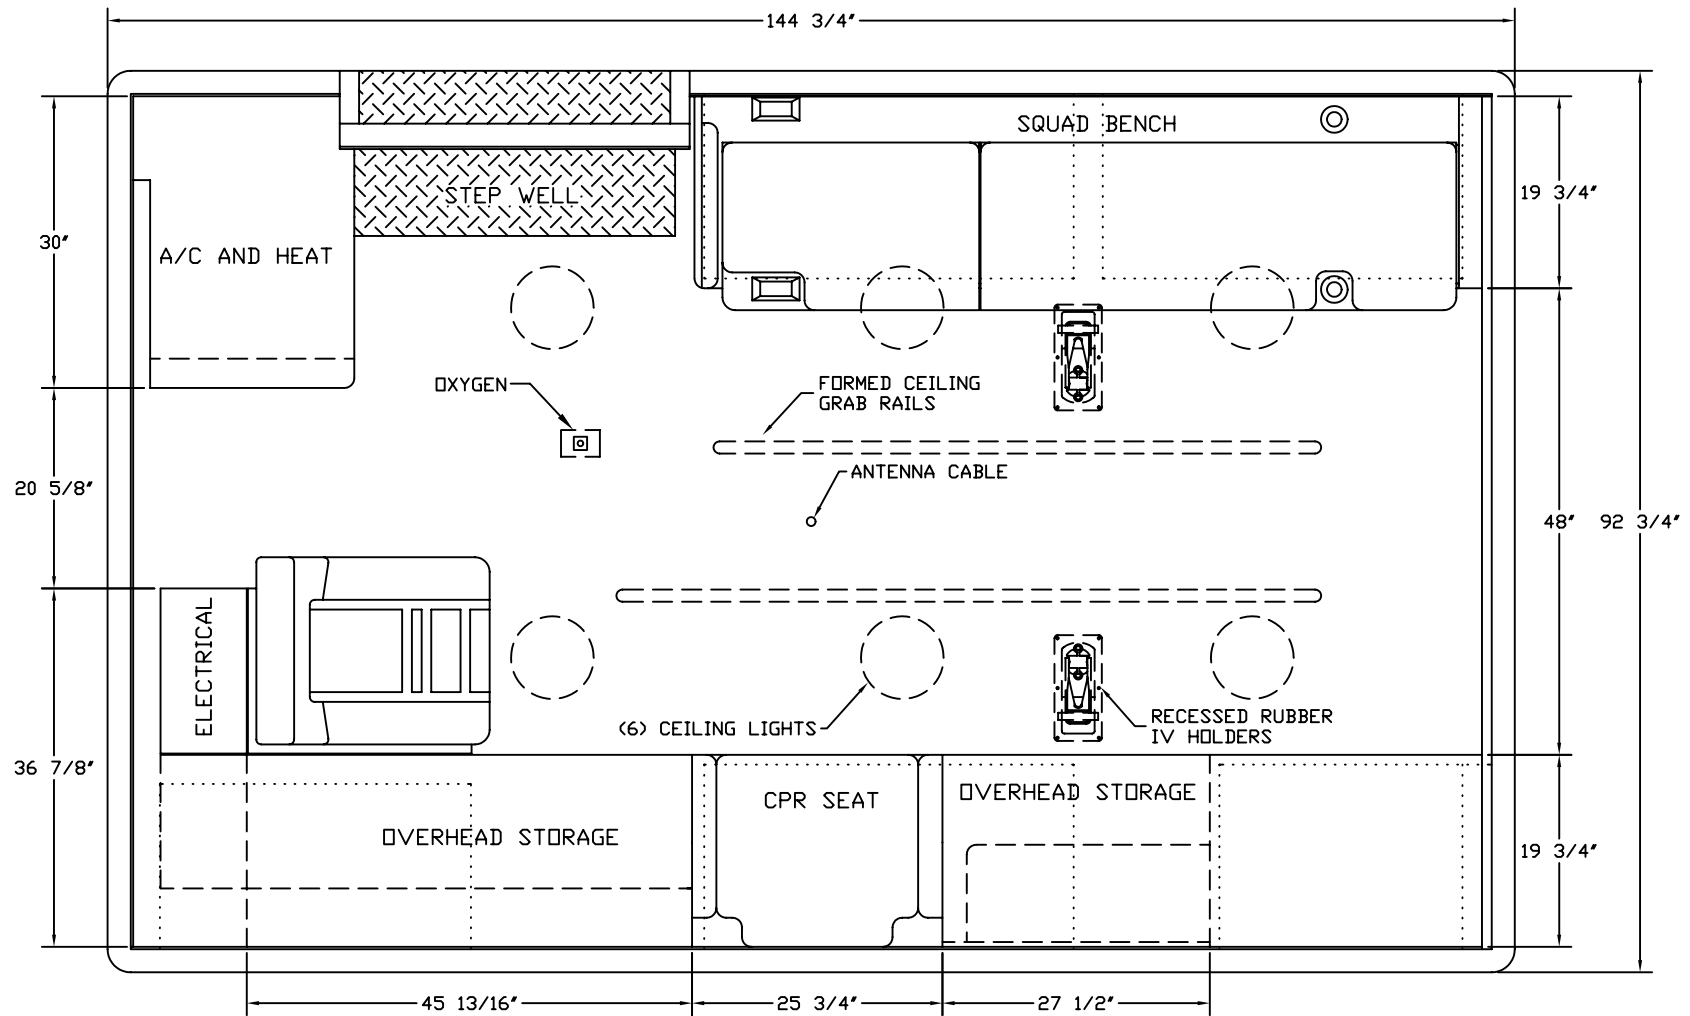 144 3/4"
SQUAD BENCH
STEP WELL
19 3/4"
30"
A/C AND HEAT
OXYGEN
FORMED CEILING
GRAB RAILS
ANTENNA CABLE
20 5/8"
48"
92 3/4"
ELECTRICAL
(6) CEILING LIGHTS
RECESSED RUBBER
IV HOLDERS
36 7/8"
CPR SEAT
OVERHEAD STORAGE
OVERHEAD STORAGE
19 3/4"
45 13/16"
25 3/4"
27 1/2"